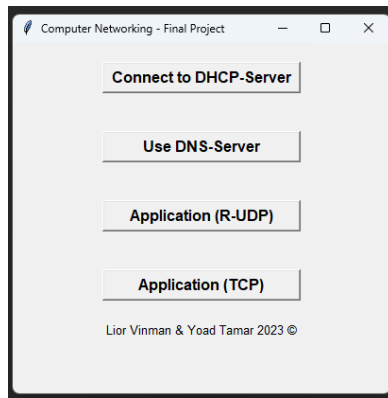 Computer Networking - Final Project
Connect to DHCP-Server
Use DNS-Server
Application (R-UDP)
Application (TCP)
Lior Vinman & Yoad Tamar 2023 ©